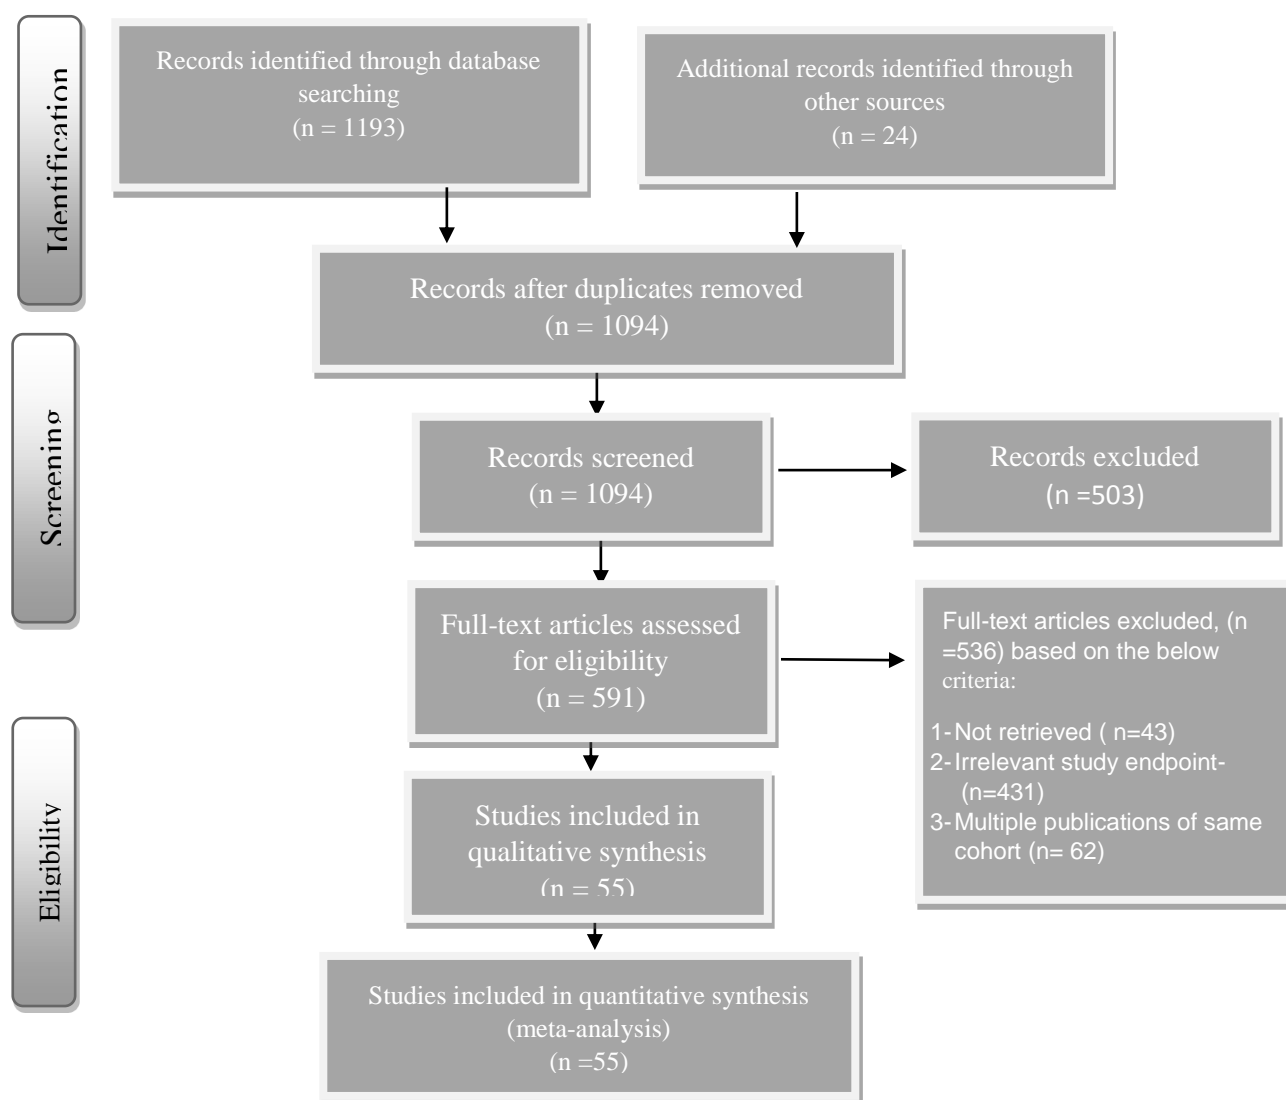 Identification
Records identified through database
searching
(n = 1193)
Additional records identified through
other sources
(n = 24)
Records after duplicates removed
(n = 1094)
Screening
Records screened
(n = 1094)
Records excluded
(n =503)
Full-text articles assessed
for eligibility
(n = 591)
Full-text articles excluded, (n
=536) based on the below
criteria:
1-Not retrieved ( n=43)
2-Irrelevant study endpoint-
(n=431)
3-Multiple publications of same
cohort (n= 62)
Eligibility
Studies included in
qualitative synthesis
(n = 55)
Studies included in quantitative synthesis
(meta-analysis)
(n =55)